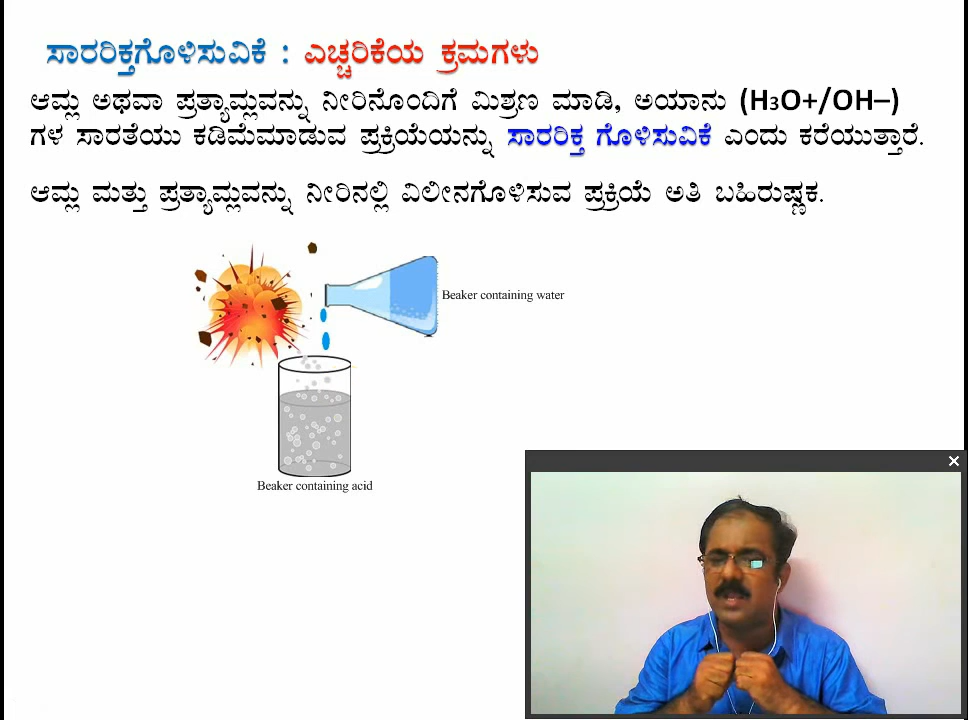 ಸಾರರಿಕ್ತಗೊಳಿಸುವಿಕೆ : ಎಚ್ಚರಿಕೆಯ ಕ್ರಮಗಳು
ಆಮ್ಲ ಅಥವಾ ಪ್ರತ್ಯಾಮ್ಲವನ್ನು ನೀರಿನೊಂದಿಗೆ ಮಿಶ್ರಣ ಮಾಡಿ, ಅಯಾನು (H₃O+/OH–)
ಗಳ ಸಾರತೆಯು ಕಡಿಮೆಮಾಡುವ ಪ್ರಕ್ರಿಯೆಯನ್ನು ಸಾರರಿಕ್ತ ಗೊಳಿಸುವಿಕೆ ಎಂದು ಕರೆಯುತ್ತಾರೆ.
ಆಮ್ಲ ಮತ್ತು ಪ್ರತ್ಯಾಮ್ಲವನ್ನು ನೀರಿನಲ್ಲಿ ವಿಲೀನಗೊಳಿಸುವ ಪ್ರಕ್ರಿಯೆ ಅತಿ ಬಹಿರುಷ್ಣಕ.
Beaker containing water
Beaker containing acid